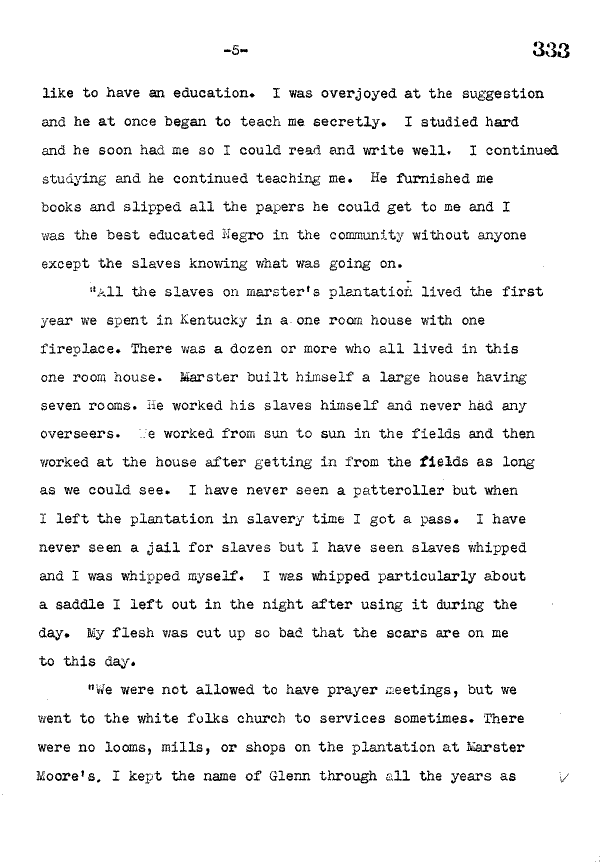 -5-
333
like to have an education. I was overjoyed at the suggestion
and he at once began to teach me secretly. I studied hard
and he soon had me so I could read and write well. I continued
studying and he continued teaching me. He furnished me
books and slipped all the papers he could get to me and I
was the best educated Negro in the community without anyone
except the slaves knowing what was going on.
"All the slaves on marster's plantation lived the first
year we spent in Kentucky in a one room house with one
fireplace. There was a dozen or more who all lived in this
one room house. Marster built himself a large house having
seven rooms. He worked his slaves himself and never had any
overseers. We worked from sun to sun in the fields and then
worked at the house after getting in from the fields as long
as we could see. I have never seen a patteroller but when
I left the plantation in slavery time I got a pass. I have
never seen a jail for slaves but I have seen slaves whipped
and I was whipped myself. I was whipped particularly about
a saddle I left out in the night after using it during the
day. My flesh was cut up so bad that the scars are on me
to this day.
"We were not allowed to have prayer meetings, but we
went to the white folks church to services sometimes. There
were no looms, mills, or shops on the plantation at Marster
Moore's. I kept the name of Glenn through all the years as